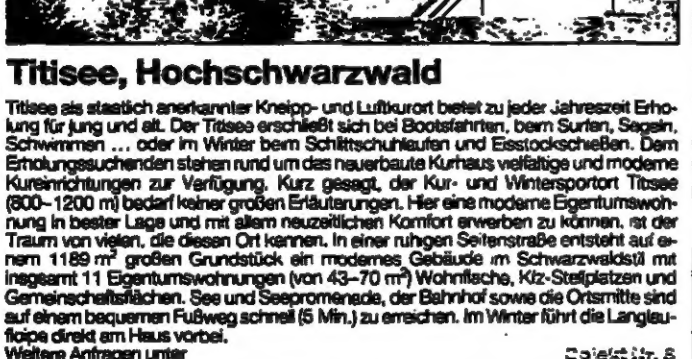 Titisee, Hochschwarzwald
Titisee als staatlich anerkannter Kneipp- und Luftkurort bietet zu jeder Jahreszeit Erho-
lung für jung und alt. Der Titisee erschließt sich bei Bootsfahrten, beim Surfen, Segeln,
Schwimmen ... oder im Winter beim Schlittschuhlaufen und Eisstockschießen. Dem
Erholungssuchenden stehen rund um das neuerbaute Kurhaus vielfältige und moderne
Kureinrichtungen zur Verfügung. Kurz gesagt, der Kur- und Wintersportort Titisee
(800–1200 m) bedarf keiner großen Erläuterungen. Hier eine moderne Eigentumswoh-
nung in bester Lage und mit allem neuzeitlichen Komfort erwerben zu können, ist der
Traum von vielen, die diesen Ort kennen. In einer ruhigen Seitenstraße entsteht auf ei-
nem 1189 m² großen Grundstück ein modernes Gebäude im Schwarzwaldstil mit
insgesamt 11 Eigentumswohnungen (von 43–70 m²) Wohnfläche, Kfz-Stellplätzen und
Gemeinschaftsflächen. See und Seepromenade, der Bahnhof sowie die Ortsmitte sind
auf einem bequemen Fußweg schnell (5 Min.) zu erreichen. Im Winter führt die Langlau-
floipe direkt am Haus vorbei.
Weitere Anfragen unter Objekt Nr. 8